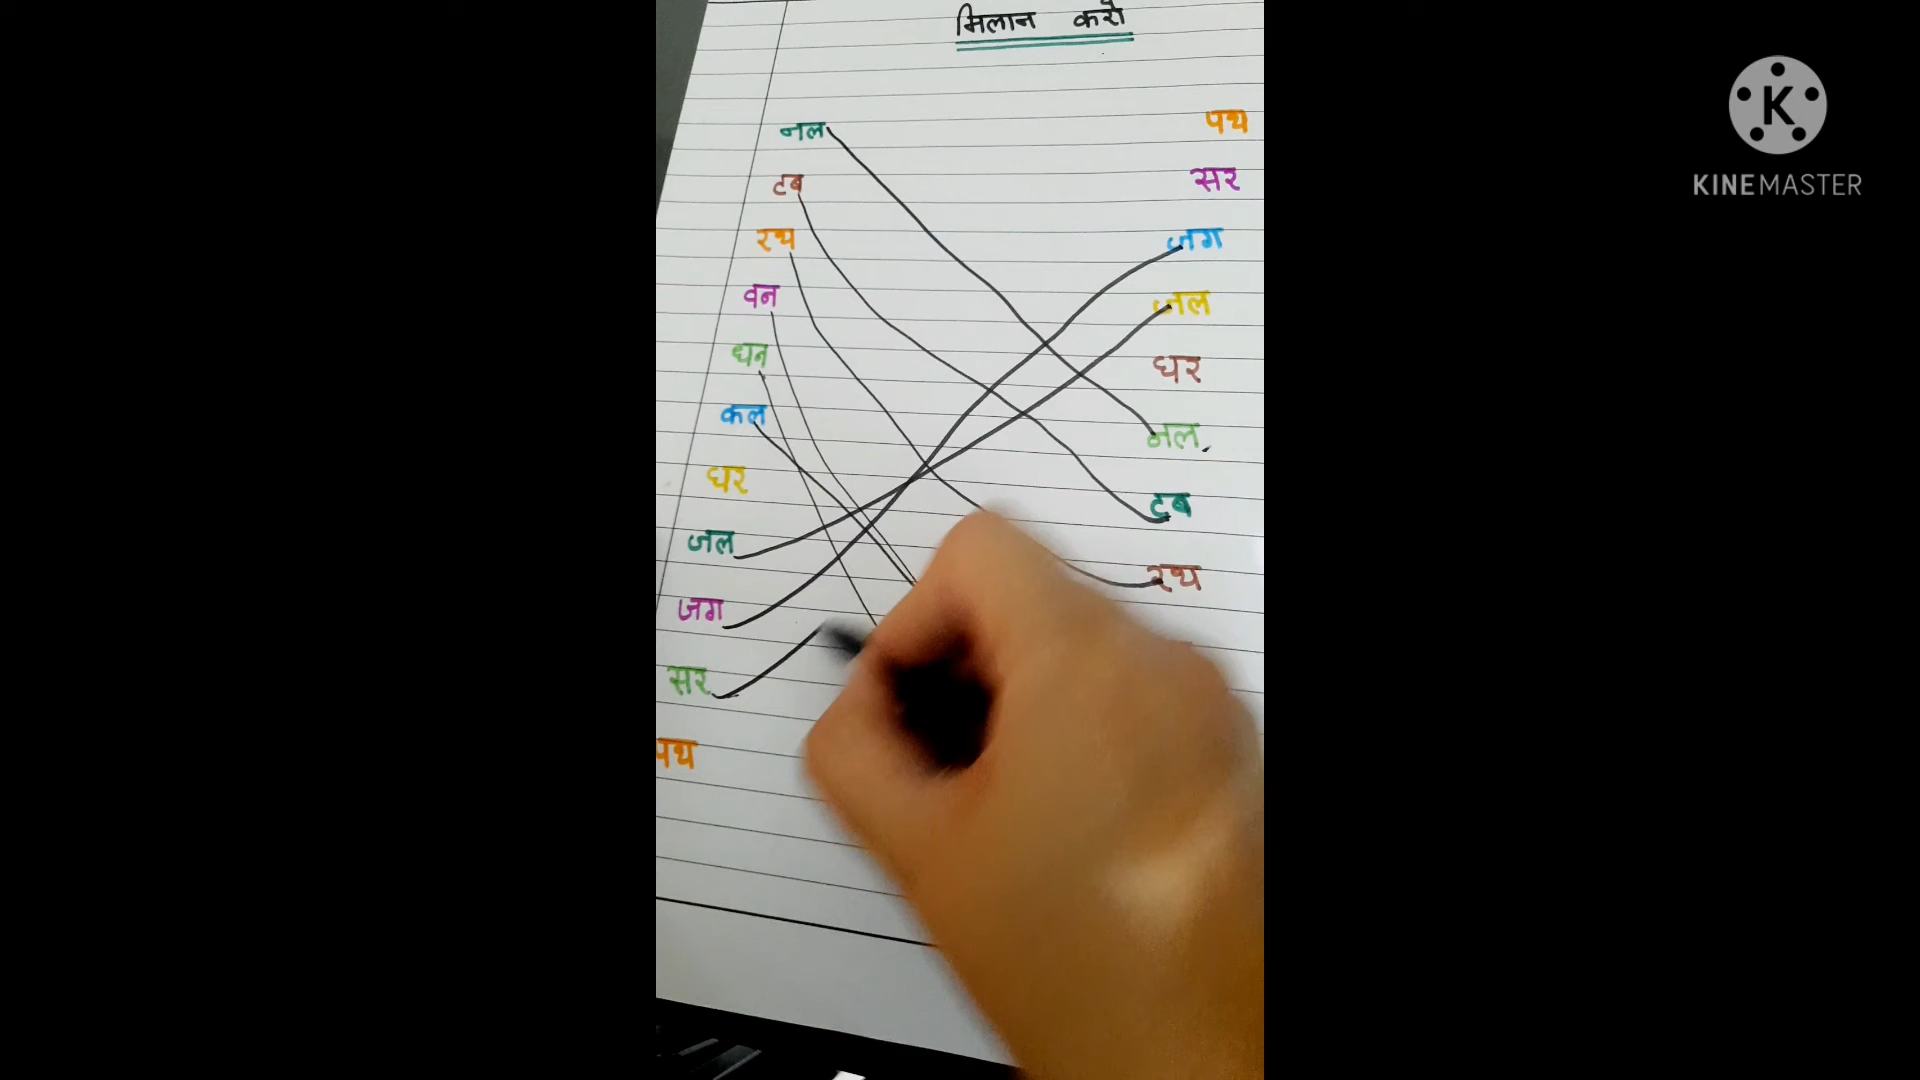 मिलान करो
नल
टब
रथ
वन
धन
कल
घर
जल
जग
सर
पथ
पथ
सर
जग
जल
घर
नल
टब
रथ
KINEMASTER